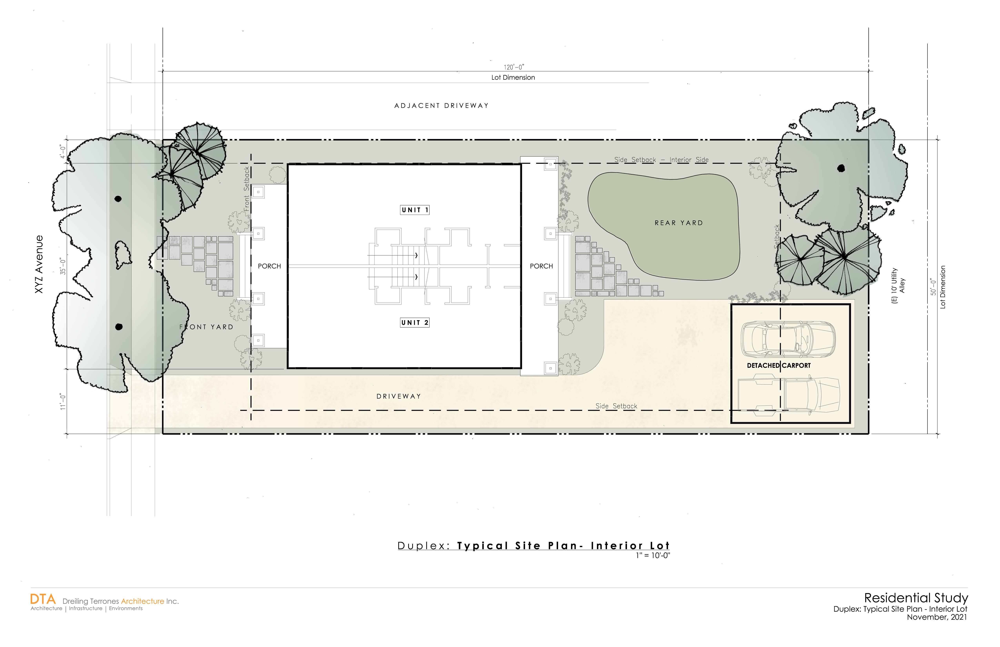 120'-0"
Lot Dimension
ADJACENT DRIVEWAY
4'-0"
Side Setback - Interior Side
Front Setback
UNIT 1
REAR YARD
Rear Setback
XYZ Avenue
35'-0"
PORCH
PORCH
(E) 10' Utility
Alley
50'-0"
Lot Dimension
FRONT YARD
UNIT 2
DETACHED CARPORT
11'-0"
DRIVEWAY
Side Setback
Duplex: Typical Site Plan- Interior Lot
1" = 10'-0"
DTA Dreiling Terrones Architecture Inc.
Architecture | Infrastructure | Environments
Residential Study
Duplex: Typical Site Plan - Interior Lot
November, 2021